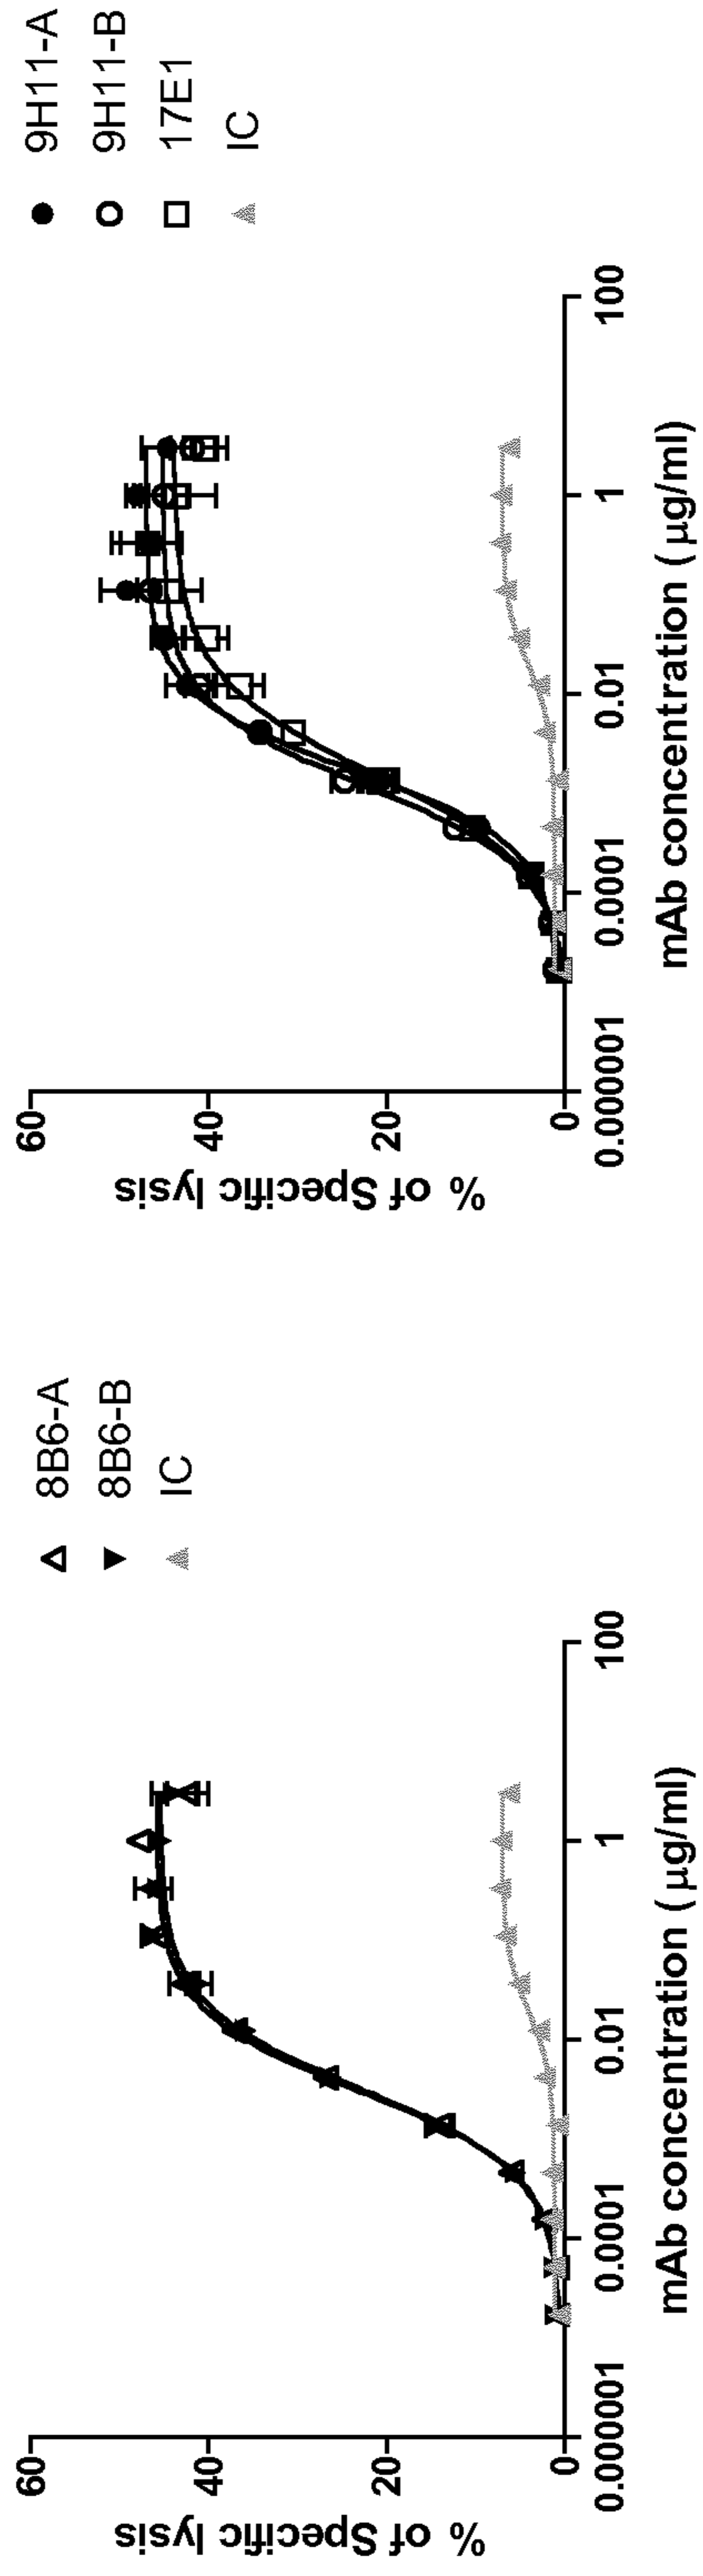 % of Specific lysis
60
40
20
0
0.000001
0.0001
0.01
1
100
mAb concentration (µg/ml)
8B6-A
8B6-B
IC
% of Specific lysis
60
40
20
0
0.000001
0.0001
0.01
1
100
mAb concentration (µg/ml)
9H11-A
9H11-B
17E1
IC